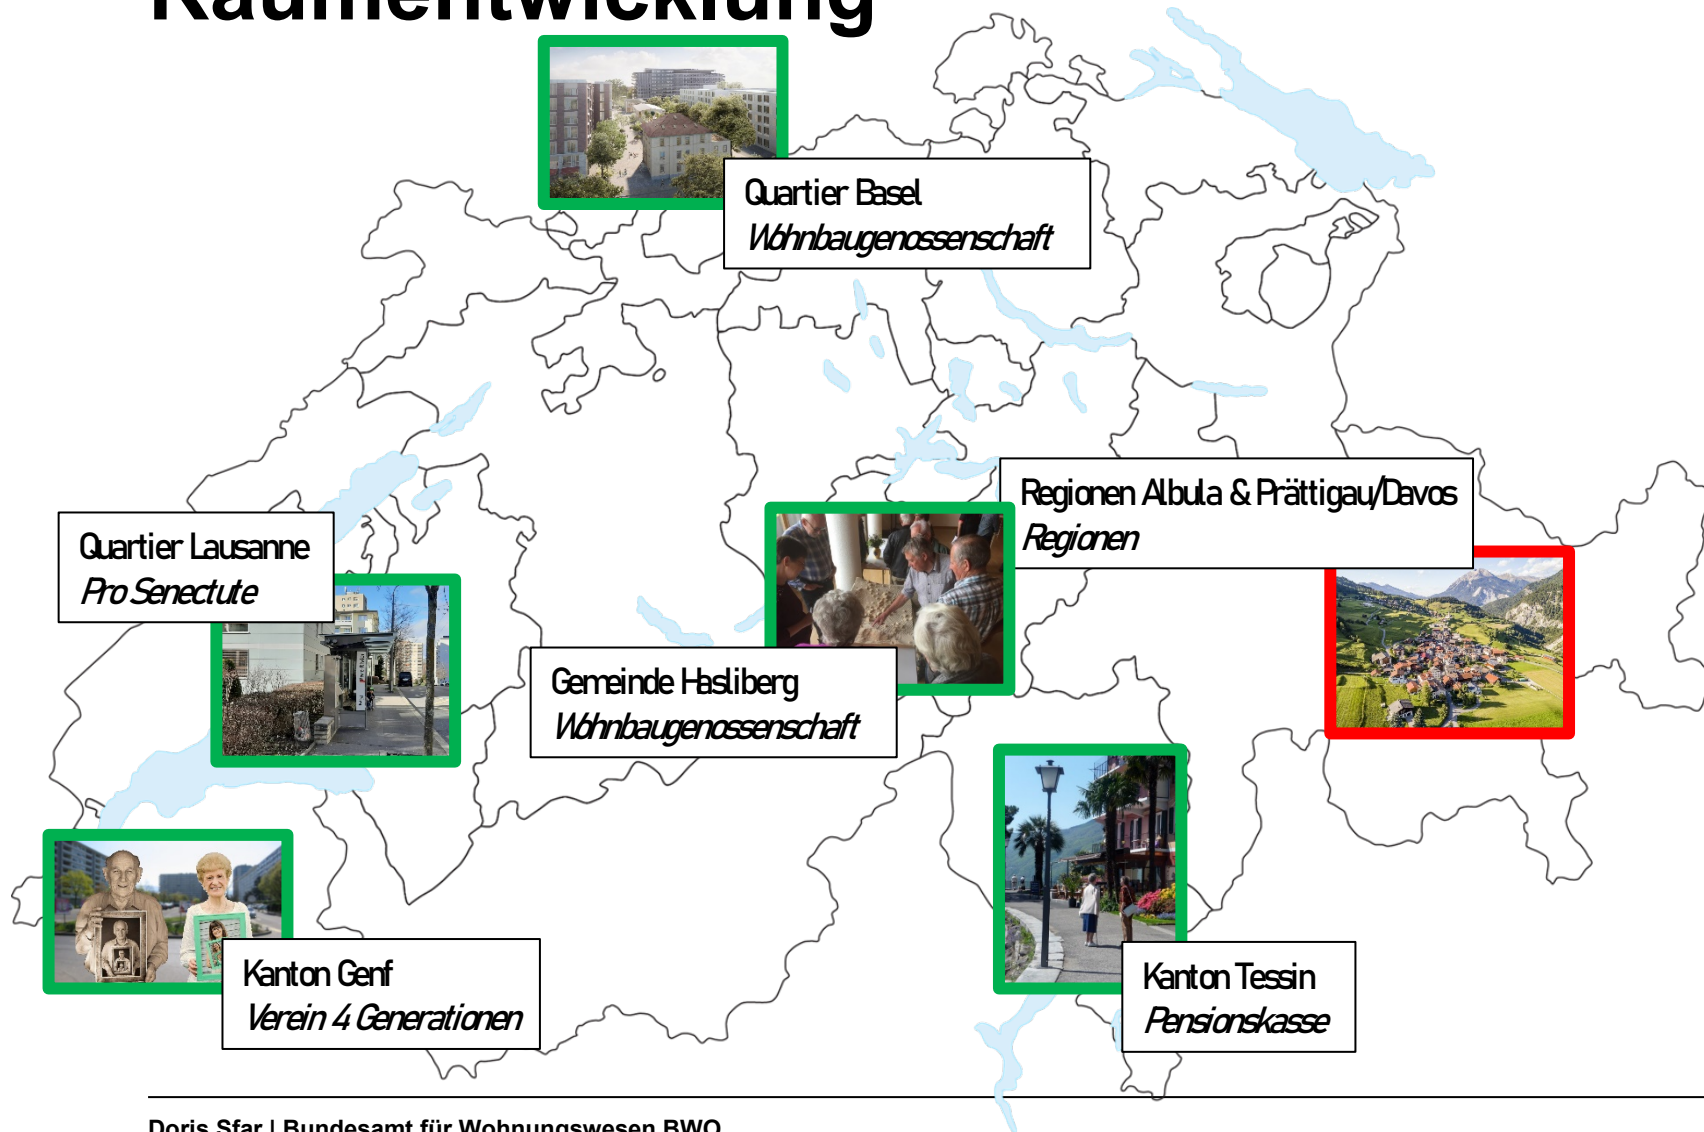 Raumentwicklung
Quartier Basel
Wohnbaugenossenschaft
Regionen Albula & Prättigau/Davos
Regionen
Quartier Lausanne
Pro Senectute
Gemeinde Hasliberg
Wohnbaugenossenschaft
Kanton Genf
Verein 4 Generationen
Kanton Tessin
Pensionskasse
Doris Sfar | Bundesamt für Wohnungswesen BWO